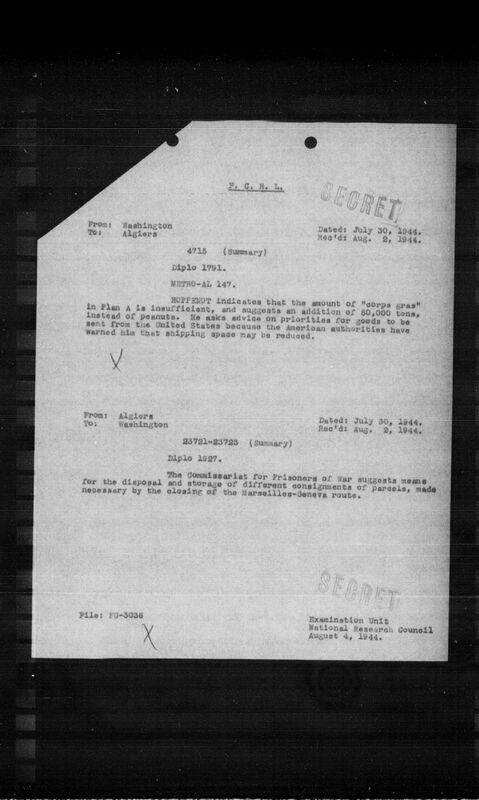 F. C. N. L.
SECRET
From: Washington
To: Algiers
Dated: July 30, 1944.
Rec'd: Aug. 2, 1944.
4715 (Summary)
Diplo 1791.
METRO-AL 147.
HOPPENOT indicates that the amount of "corps gras"
in Plan A is insufficient, and suggests an addition of 50,000 tons,
instead of peanuts. He asks advice on priorities for goods to be
sent from the United States because the American authorities have
warned him that shipping space may be reduced.
X
From: Algiers
To: Washington
Dated: July 30, 1944.
Rec'd: Aug. 2, 1944.
23721-23723 (Summary)
Diplo 1927.
The Commissariat for Prisoners of War suggests means
for the disposal and storage of different consignments of parcels, made
necessary by the closing of the Marseilles-Geneva route.
SECRET
File: FG-3036
X
Examination Unit
National Research Council
August 4, 1944.